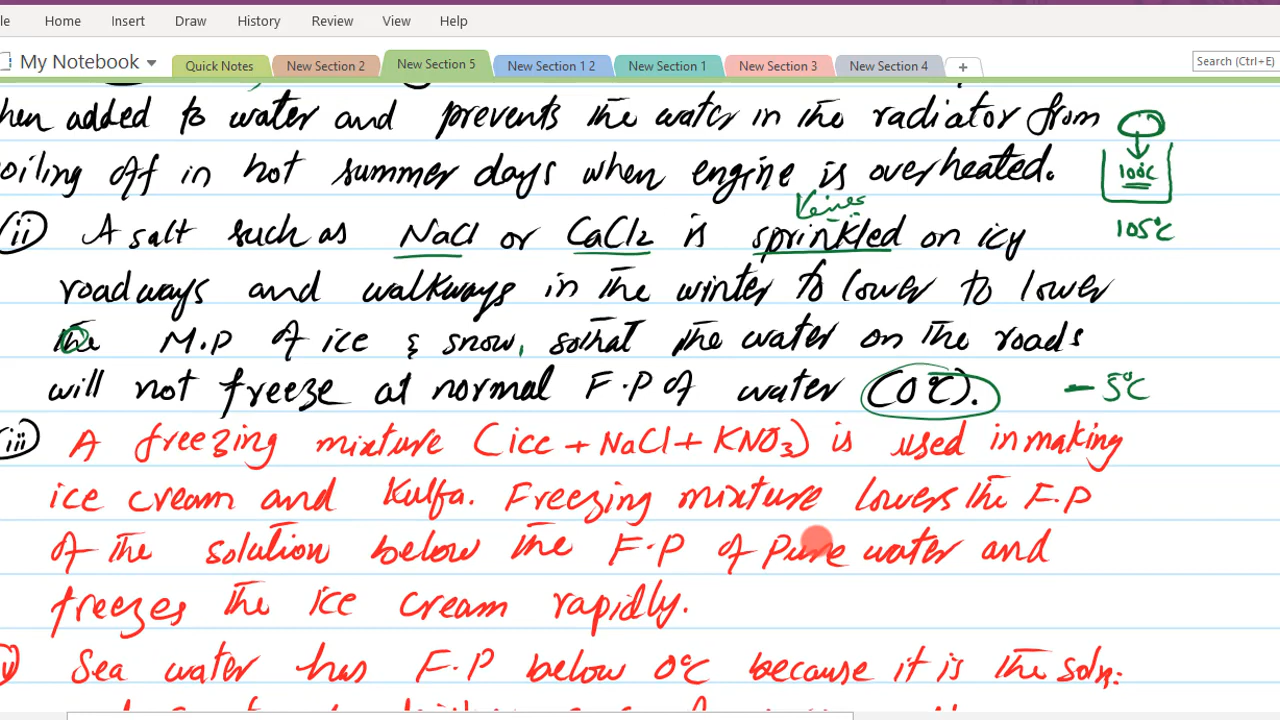 Home Insert Draw History Review View Help
My Notebook Quick Notes New Section 2 New Section 5 New Section 1 2 New Section 1 New Section 3 New Section 4 + Search (Ctrl+E)
hen added to water and prevents the water in the radiator from
oiling off in hot summer days when engine is overheated.
100°C
105°C
(ii) A salt such as NaCl or CaCl2 is sprinkled on icy
roadways and walkways in the winter to lower to lower
the M.P of ice & snow, so that the water on the roads
will not freeze at normal F.P of water (0°C). - 5°C
(iii) A freezing mixture (ice + NaCl + KNO3) is used in making
ice cream and Kulfa. Freezing mixture lowers the F.P
of the solution below the F.P of Pure water and
freezes the ice cream rapidly.
Sea water has F.P below 0°C because it is the soln: